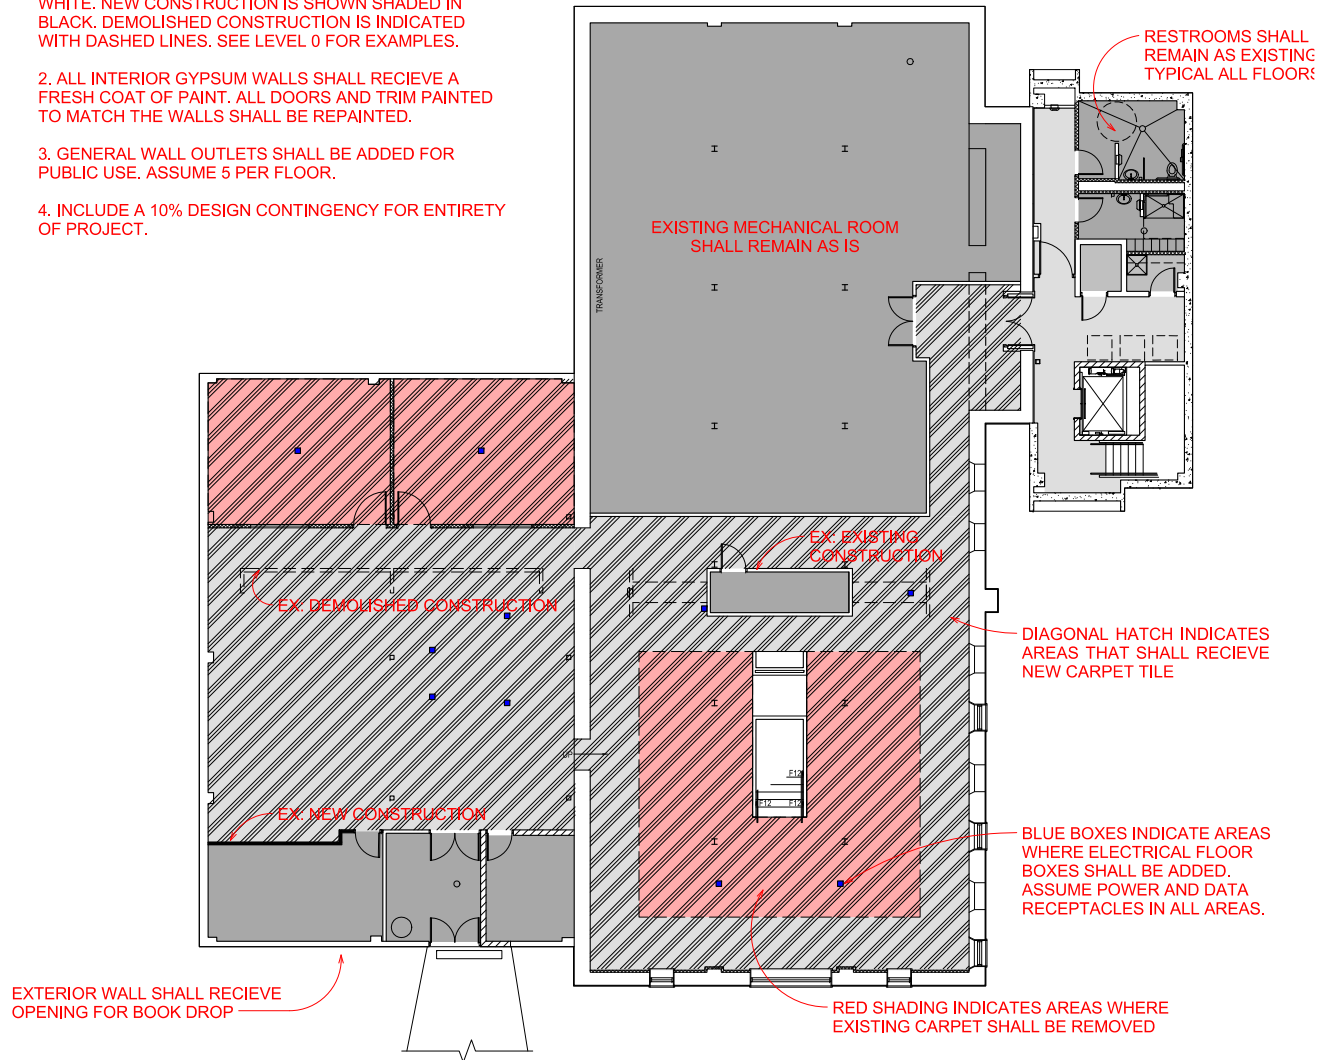 WHITE. NEW CONSTRUCTION IS SHOWN SHADED IN
BLACK. DEMOLISHED CONSTRUCTION IS INDICATED
WITH DASHED LINES. SEE LEVEL 0 FOR EXAMPLES.
2. ALL INTERIOR GYPSUM WALLS SHALL RECIEVE A
FRESH COAT OF PAINT. ALL DOORS AND TRIM PAINTED
TO MATCH THE WALLS SHALL BE REPAINTED.
3. GENERAL WALL OUTLETS SHALL BE ADDED FOR
PUBLIC USE. ASSUME 5 PER FLOOR.
4. INCLUDE A 10% DESIGN CONTINGENCY FOR ENTIRETY
OF PROJECT.
RESTROOMS SHALL
REMAIN AS EXISTING
TYPICAL ALL FLOORS
EXISTING MECHANICAL ROOM
SHALL REMAIN AS IS
TRANSFORMER
EX: EXISTING
CONSTRUCTION
EX: DEMOLISHED CONSTRUCTION
DIAGONAL HATCH INDICATES
AREAS THAT SHALL RECIEVE
NEW CARPET TILE
UP
F12
F12
F12
EX: NEW CONSTRUCTION
BLUE BOXES INDICATE AREAS
WHERE ELECTRICAL FLOOR
BOXES SHALL BE ADDED.
ASSUME POWER AND DATA
RECEPTACLES IN ALL AREAS.
EXTERIOR WALL SHALL RECIEVE
OPENING FOR BOOK DROP
RED SHADING INDICATES AREAS WHERE
EXISTING CARPET SHALL BE REMOVED